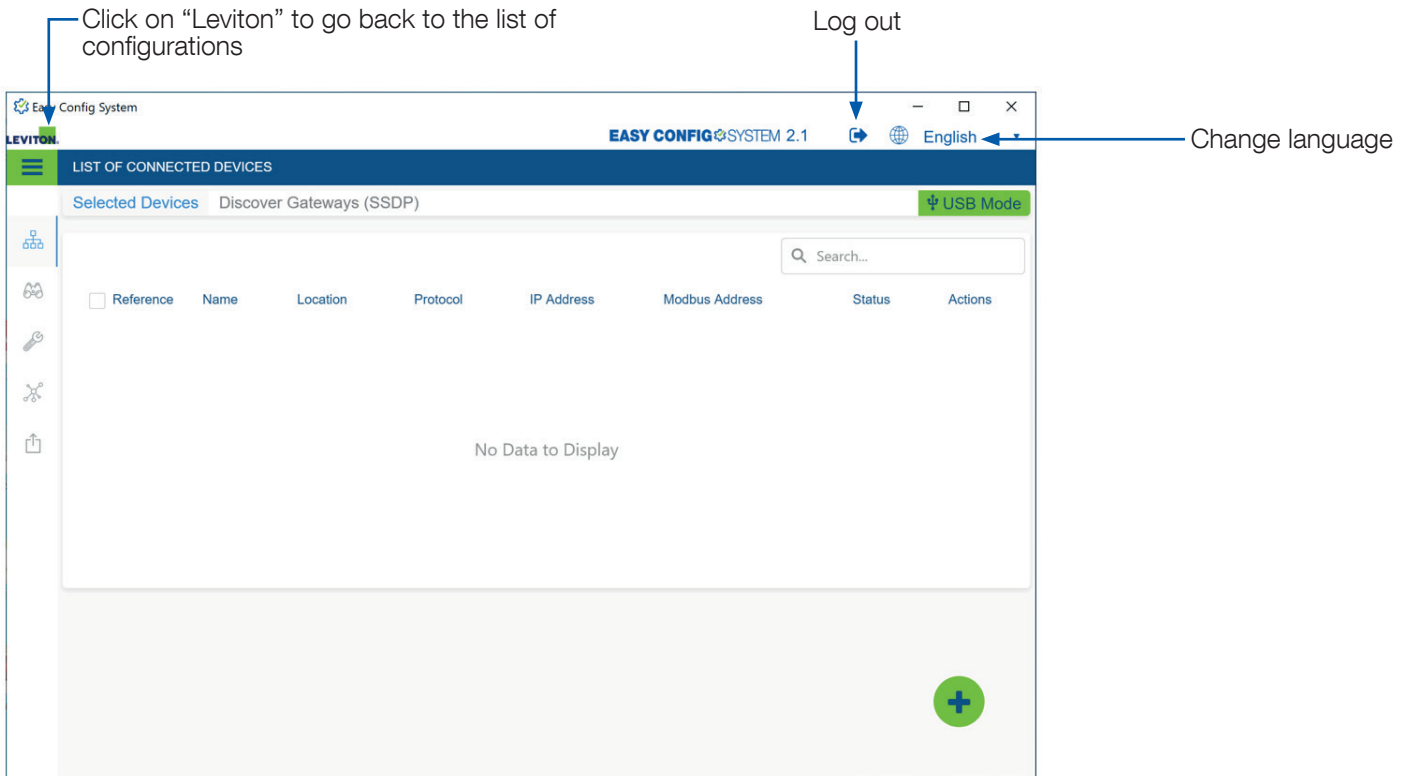 Click on “Leviton” to go back to the list of
configurations
Log out
Easy Config System
LEVITON.
EASY CONFIG SYSTEM 2.1
English
Change language
LIST OF CONNECTED DEVICES
Selected Devices Discover Gateways (SSDP)
USB Mode
Search...
Reference Name Location Protocol IP Address Modbus Address Status Actions
No Data to Display